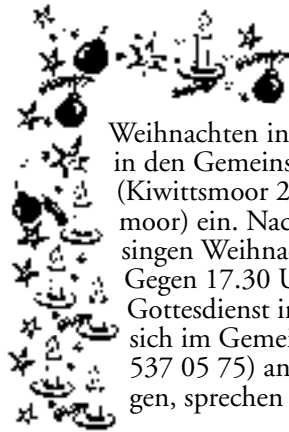 Weihnachten in
in den Gemeins
(Kiwittsmoor 2
moor) ein. Nac
singen Weihna
Gegen 17.30 U
Gottesdienst in
sich im Gemei
537 05 75) an
gen, sprechen